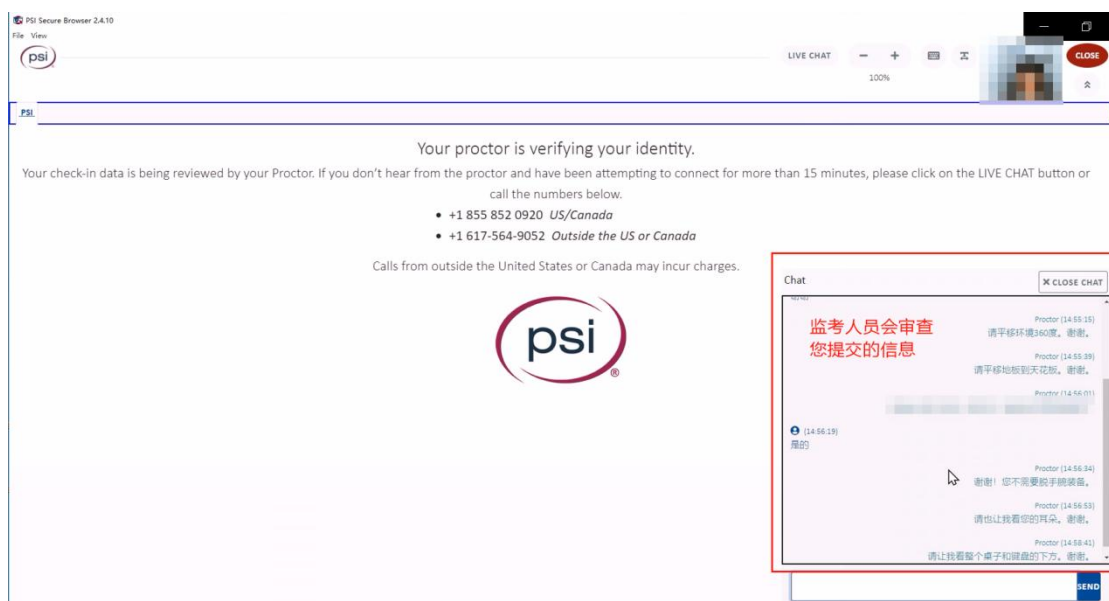 PSI Secure Browser 2.4.10
File View
psi
LIVE CHAT
CLOSE
100%
PSI
Your proctor is verifying your identity.
Your check-in data is being reviewed by your Proctor. If you don’t hear from the proctor and have been attempting to connect for more than 15 minutes, please click on the LIVE CHAT button or
call the numbers below.
• +1 855 852 0920 US/Canada
• +1 617-564-9052 Outside the US or Canada
Calls from outside the United States or Canada may incur charges.
psi
®
Chat
X CLOSE CHAT
监考人员会审查
您提交的信息
Proctor (14:55:15)
请平移环境360度。谢谢。
Proctor (14:55:39)
请平移地板到天花板。谢谢。
Proctor (14:56:01)
(14:56:19)
是的
Proctor (14:56:34)
谢谢！您不需要脱手腕装备。
Proctor (14:56:53)
请也让我看您的耳朵。谢谢。
Proctor (14:58:41)
请让我看整个桌子和键盘的下方。谢谢。
SEND